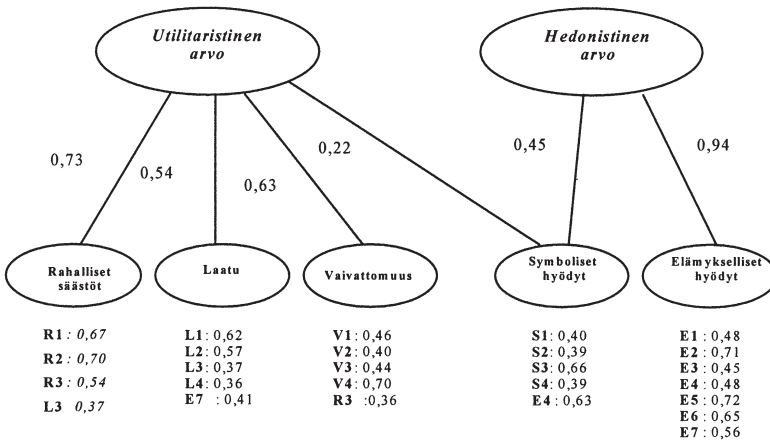 Utilitaristinen
arvo
Hedonistinen
arvo
0,73
0,54
0,63
0,22
0,45
0,94
Rahalliset
säästöt
Laatu
Vaivattomuus
Symboliset
hyödyt
Elämykselliset
hyödyt
R1 : 0,67
R2 : 0,70
R3 : 0,54
L3 0,37
L1: 0,62
L2: 0,57
L3: 0,37
L4: 0,36
E7 : 0,41
V1: 0,46
V2: 0,40
V3: 0,44
V4: 0,70
R3 :0,36
S1: 0,40
S2: 0,39
S3: 0,66
S4: 0,39
E4: 0,63
E1 : 0,48
E2 : 0,71
E3 : 0,45
E4 : 0,48
E5 : 0,72
E6 : 0,65
E7 : 0,56